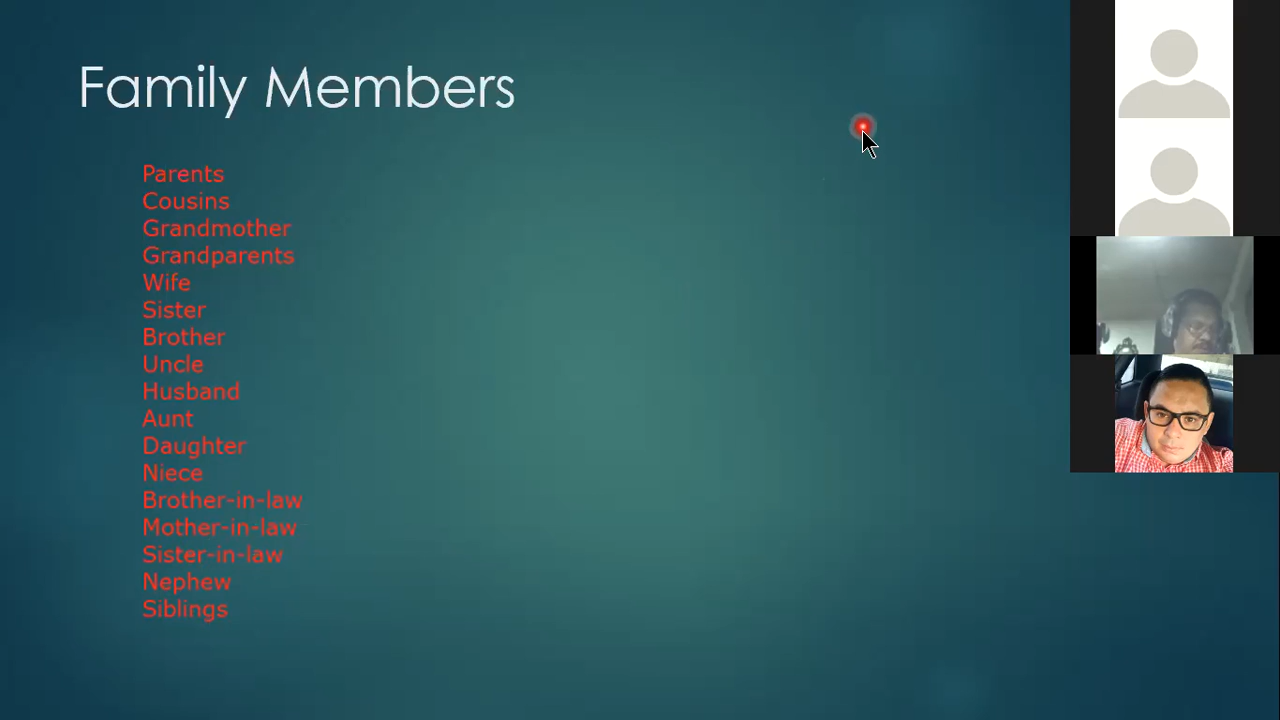 Family Members
Parents
Cousins
Grandmother
Grandparents
Wife
Sister
Brother
Uncle
Husband
Aunt
Daughter
Niece
Brother-in-law
Mother-in-law
Sister-in-law
Nephew
Siblings